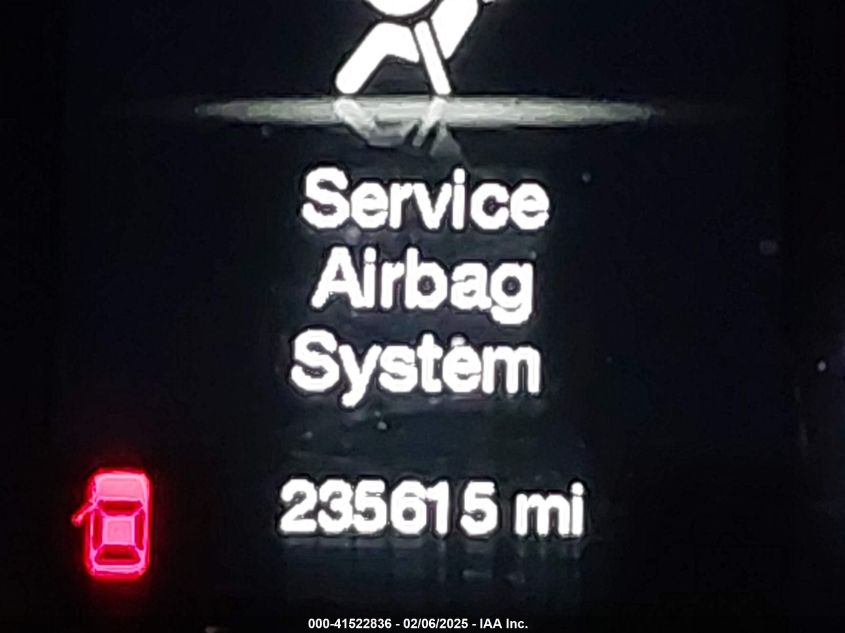 Service
Airbag
System
235615 mi
000-41522836 - 02/06/2025 - IAA Inc.